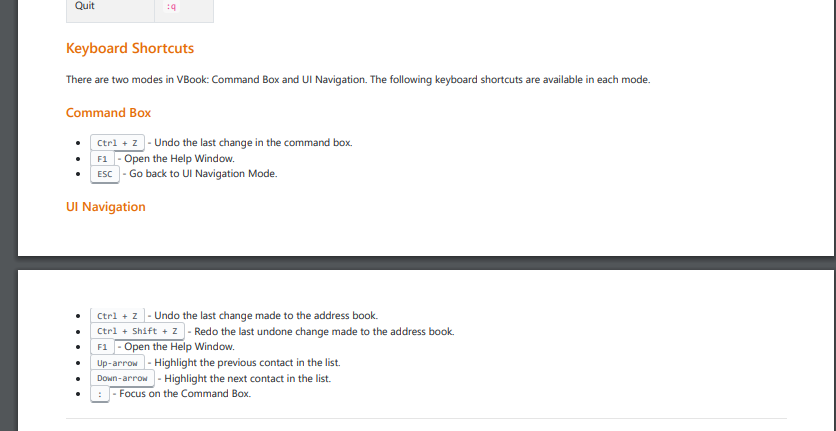 Quit :q
Keyboard Shortcuts
There are two modes in VBook: Command Box and UI Navigation. The following keyboard shortcuts are available in each mode.
Command Box
• Ctrl + Z - Undo the last change in the command box.
• F1 - Open the Help Window.
• ESC - Go back to UI Navigation Mode.
UI Navigation
• Ctrl + Z - Undo the last change made to the address book.
• Ctrl + Shift + Z - Redo the last undone change made to the address book.
• F1 - Open the Help Window.
• Up-arrow - Highlight the previous contact in the list.
• Down-arrow - Highlight the next contact in the list.
• : - Focus on the Command Box.